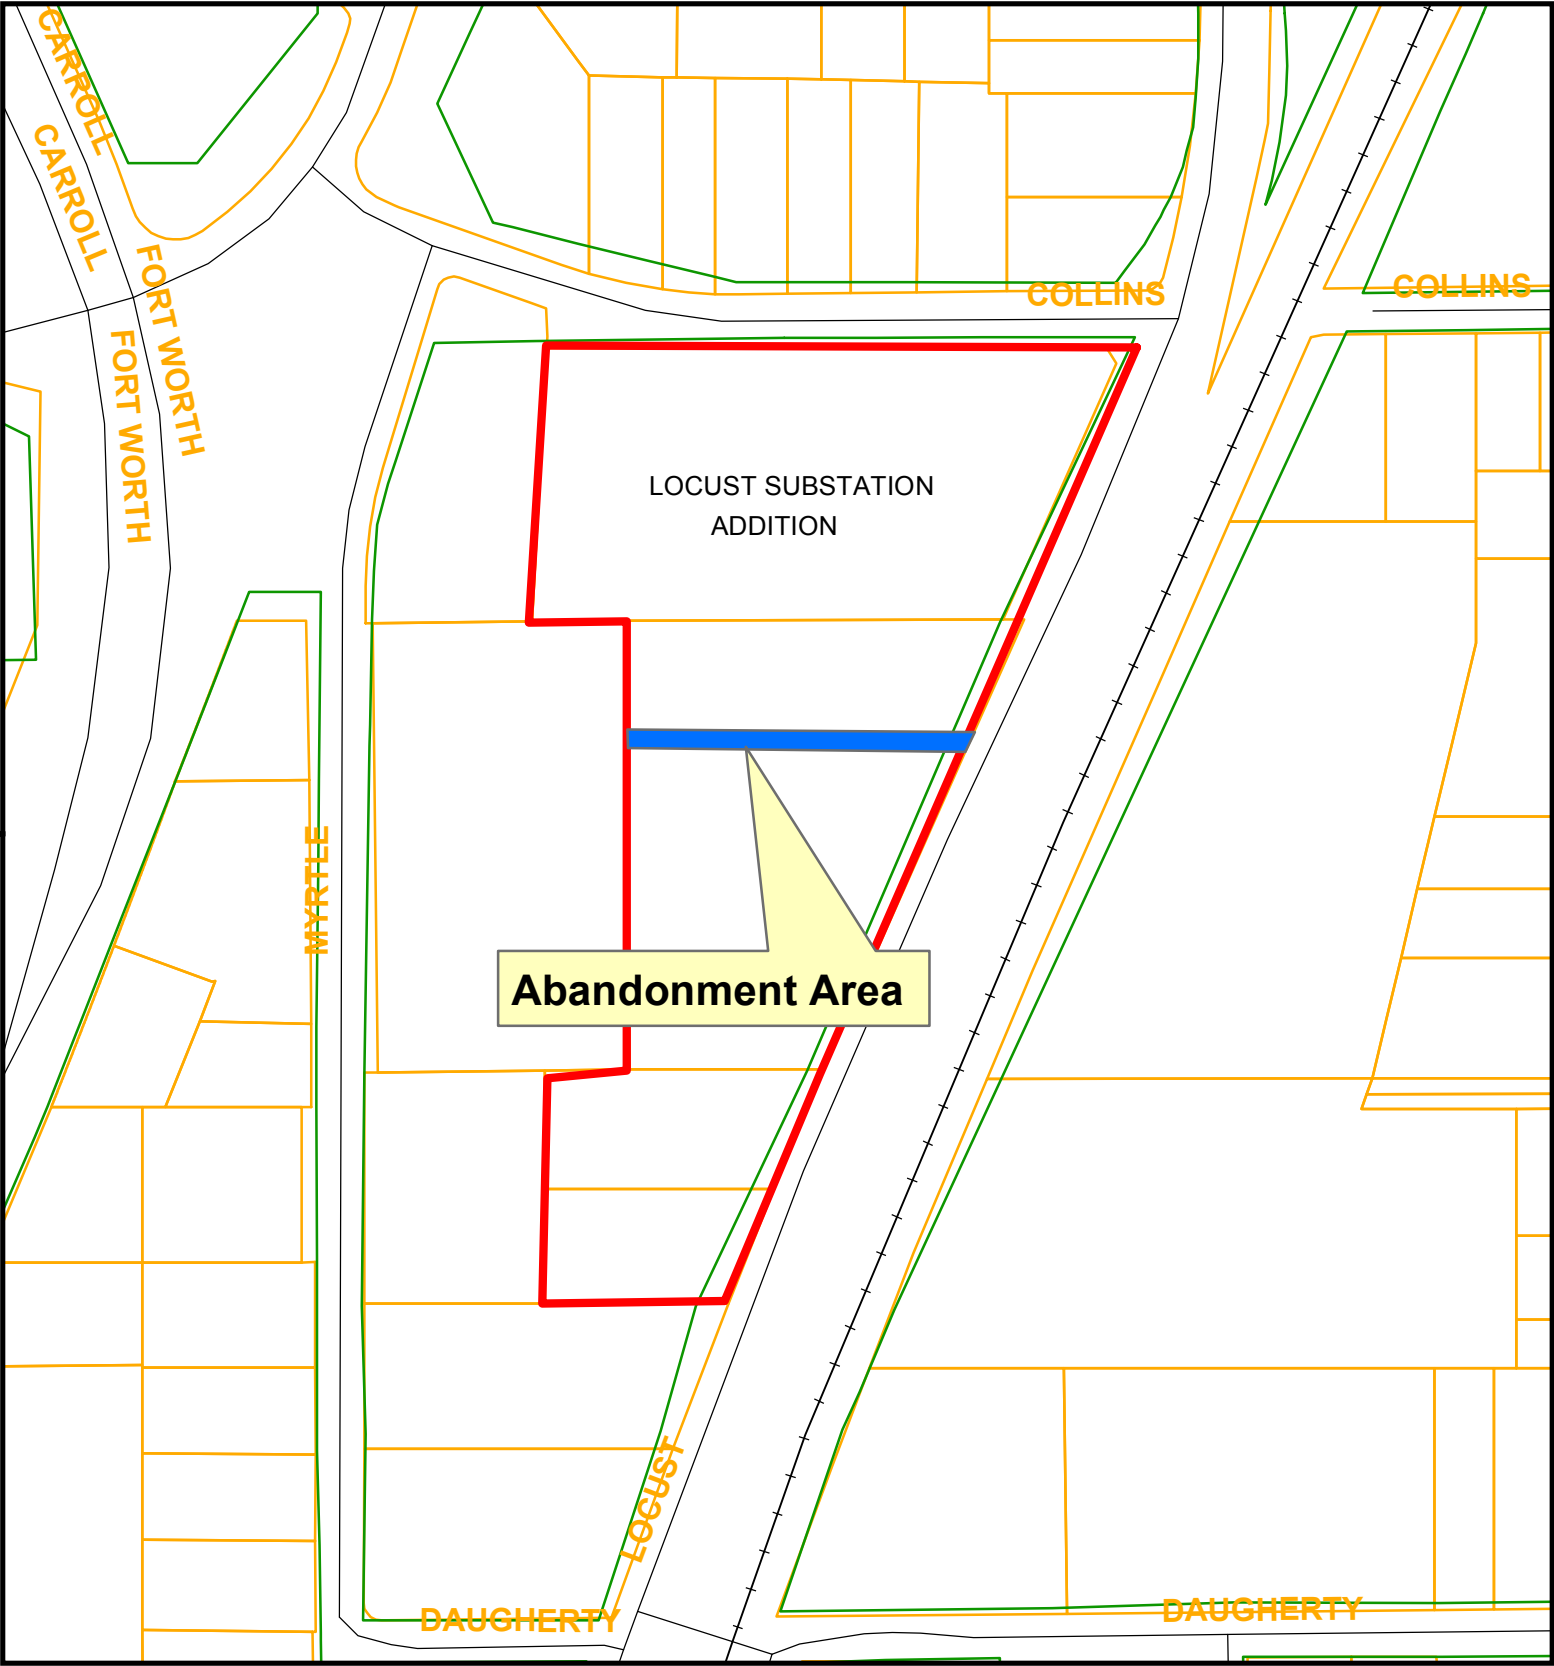 CARROLL
CARROLL
FORT WORTH
FORT WORTH
COLLINS
COLLINS
LOCUST SUBSTATION
ADDITION
MYRTLE
Abandonment Area
LOCUST
DAUGHERTY
DAUGHERTY